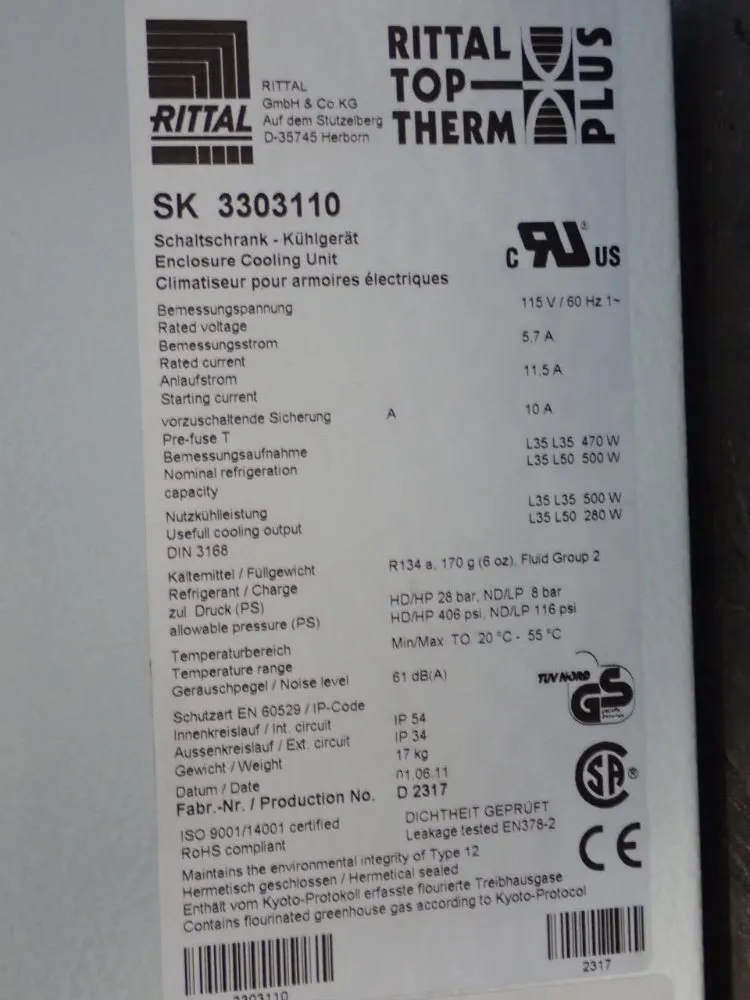 RITTAL
RITTAL
GmbH & Co KG
Auf dem Stützelberg
D-35745 Herborn
RITTAL
TOP
THERM
PLUS
SK 3303110
Schaltschrank - Kühlgerät
Enclosure Cooling Unit
Climatiseur pour armoires électriques
C RU US
Bemessungspannung
Rated voltage
115 V / 60 Hz 1~
Bemessungsstrom
Rated current
5,7 A
Anlaufstrom
Starting current
11,5 A
vorzuschaltende Sicherung A 10 A
Pre-fuse T
Bemessungsaufnahme
Nominal refrigeration
capacity
L35 L35 470 W
L35 L50 500 W
Nutzkühlleistung
Usefull cooling output
DIN 3168
L35 L35 500 W
L35 L50 280 W
Kältemittel / Füllgewicht
Refrigerant / Charge
R134 a, 170 g (6 oz), Fluid Group 2
zul. Druck (PS)
allowable pressure (PS)
HD/HP 28 bar, ND/LP 8 bar
HD/HP 406 psi, ND/LP 116 psi
Temperaturbereich
Temperature range
Min/Max TO 20 °C - 55 °C
Geräuschpegel / Noise level 61 dB(A)
TÜV NORD
GS
Schutzart EN 60529 / IP-Code
Innenkreislauf / Int. circuit IP 54
Aussenkreislauf / Ext. circuit IP 34
Gewicht / Weight 17 kg
Datum / Date 01.06.11
Fabr.-Nr. / Production No. D 2317
SA ®
ISO 9001/14001 certified
RoHS compliant
DICHTHEIT GEPRÜFT
Leakage tested EN378-2
CE
Maintains the environmental integrity of Type 12
Hermetisch geschlossen / Hermetical sealed
Enthält vom Kyoto-Protokoll erfasste flourierte Treibhausgase
Contains flourinated greenhouse gas according to Kyoto-Protocol
3303110
2317